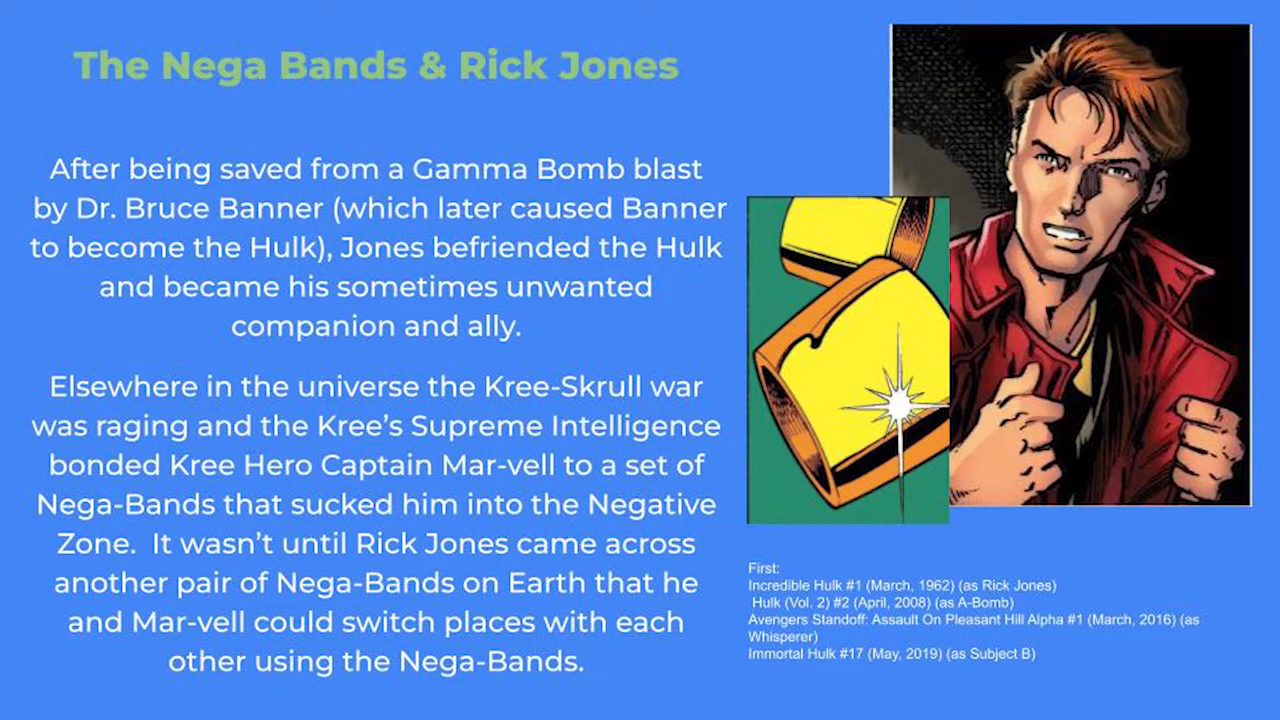 The Nega Bands & Rick Jones
After being saved from a Gamma Bomb blast
by Dr. Bruce Banner (which later caused Banner
to become the Hulk), Jones befriended the Hulk
and became his sometimes unwanted
companion and ally.
Elsewhere in the universe the Kree-Skrull war
was raging and the Kree’s Supreme Intelligence
bonded Kree Hero Captain Mar-vell to a set of
Nega-Bands that sucked him into the Negative
Zone.  It wasn’t until Rick Jones came across
another pair of Nega-Bands on Earth that he
and Mar-vell could switch places with each
other using the Nega-Bands.
First:
Incredible Hulk #1 (March, 1962) (as Rick Jones)
Hulk (Vol. 2) #2 (April, 2008) (as A-Bomb)
Avengers Standoff: Assault On Pleasant Hill Alpha #1 (March, 2016) (as
Whisperer)
Immortal Hulk #17 (May, 2019) (as Subject B)